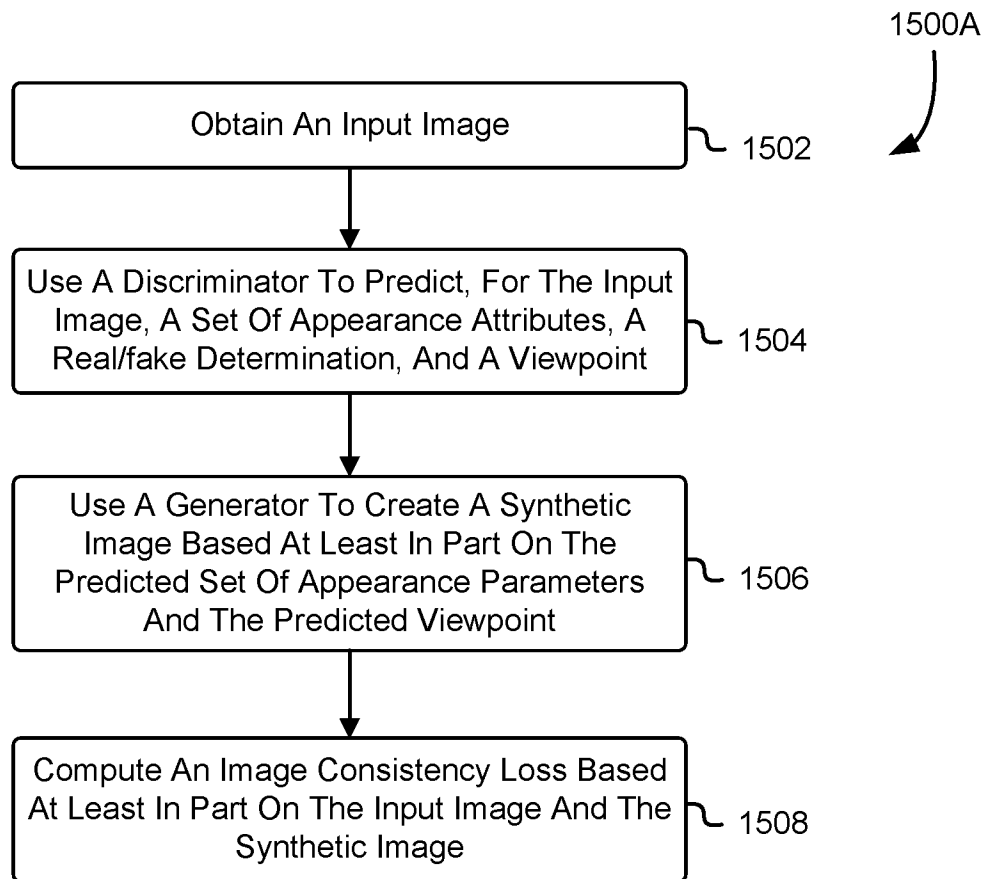 1500A
Obtain An Input Image
1502
Use A Discriminator To Predict, For The Input
Image, A Set Of Appearance Attributes, A
Real/fake Determination, And A Viewpoint
1504
Use A Generator To Create A Synthetic
Image Based At Least In Part On The
Predicted Set Of Appearance Parameters
And The Predicted Viewpoint
1506
Compute An Image Consistency Loss Based
At Least In Part On The Input Image And The
Synthetic Image
1508